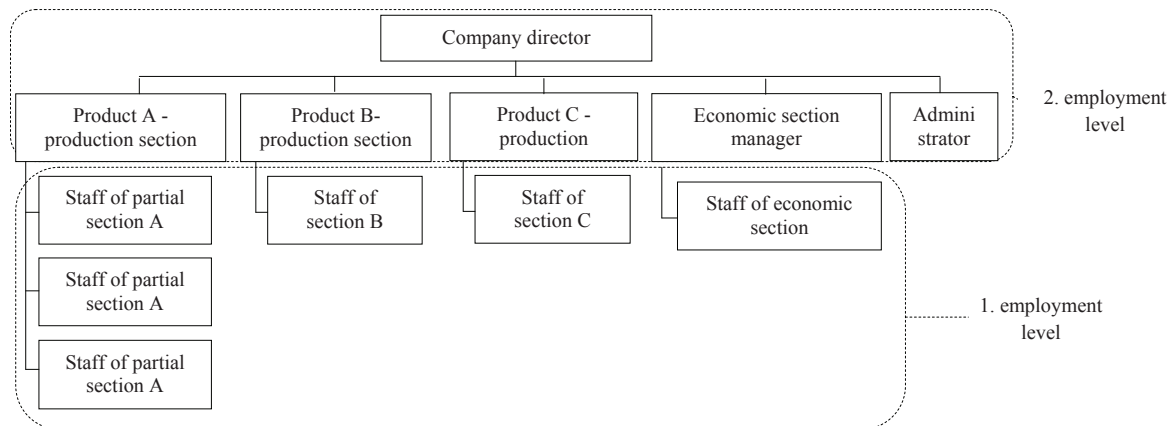 Company director
Product A -
production section
Product B-
production section
Product C -
production
Economic section
manager
Admini
strator
2. employment
level
Staff of partial
section A
Staff of
section B
Staff of
section C
Staff of economic
section
Staff of partial
section A
1. employment
level
Staff of partial
section A